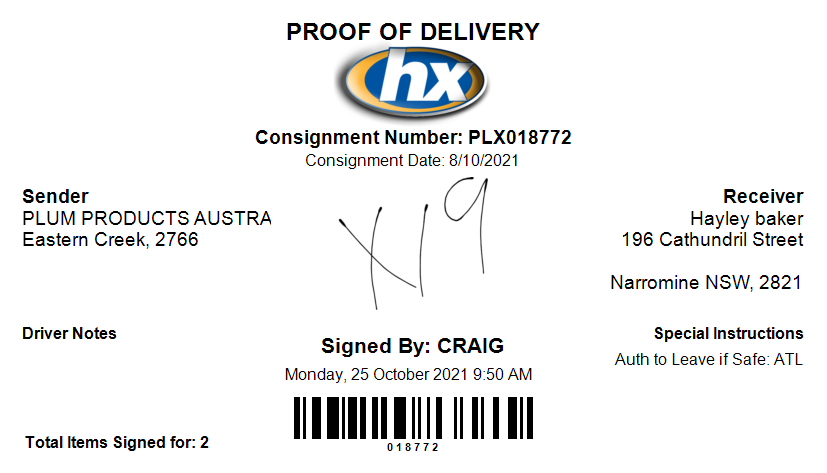 PROOF OF DELIVERY
hx
Consignment Number: PLX018772
Consignment Date: 8/10/2021
Sender
PLUM PRODUCTS AUSTRA
Eastern Creek, 2766
Receiver
Hayley baker
196 Cathundril Street
Narromine NSW, 2821
Driver Notes
Signed By: CRAIG
Monday, 25 October 2021 9:50 AM
Special Instructions
Auth to Leave if Safe: ATL
Total Items Signed for: 2
018772